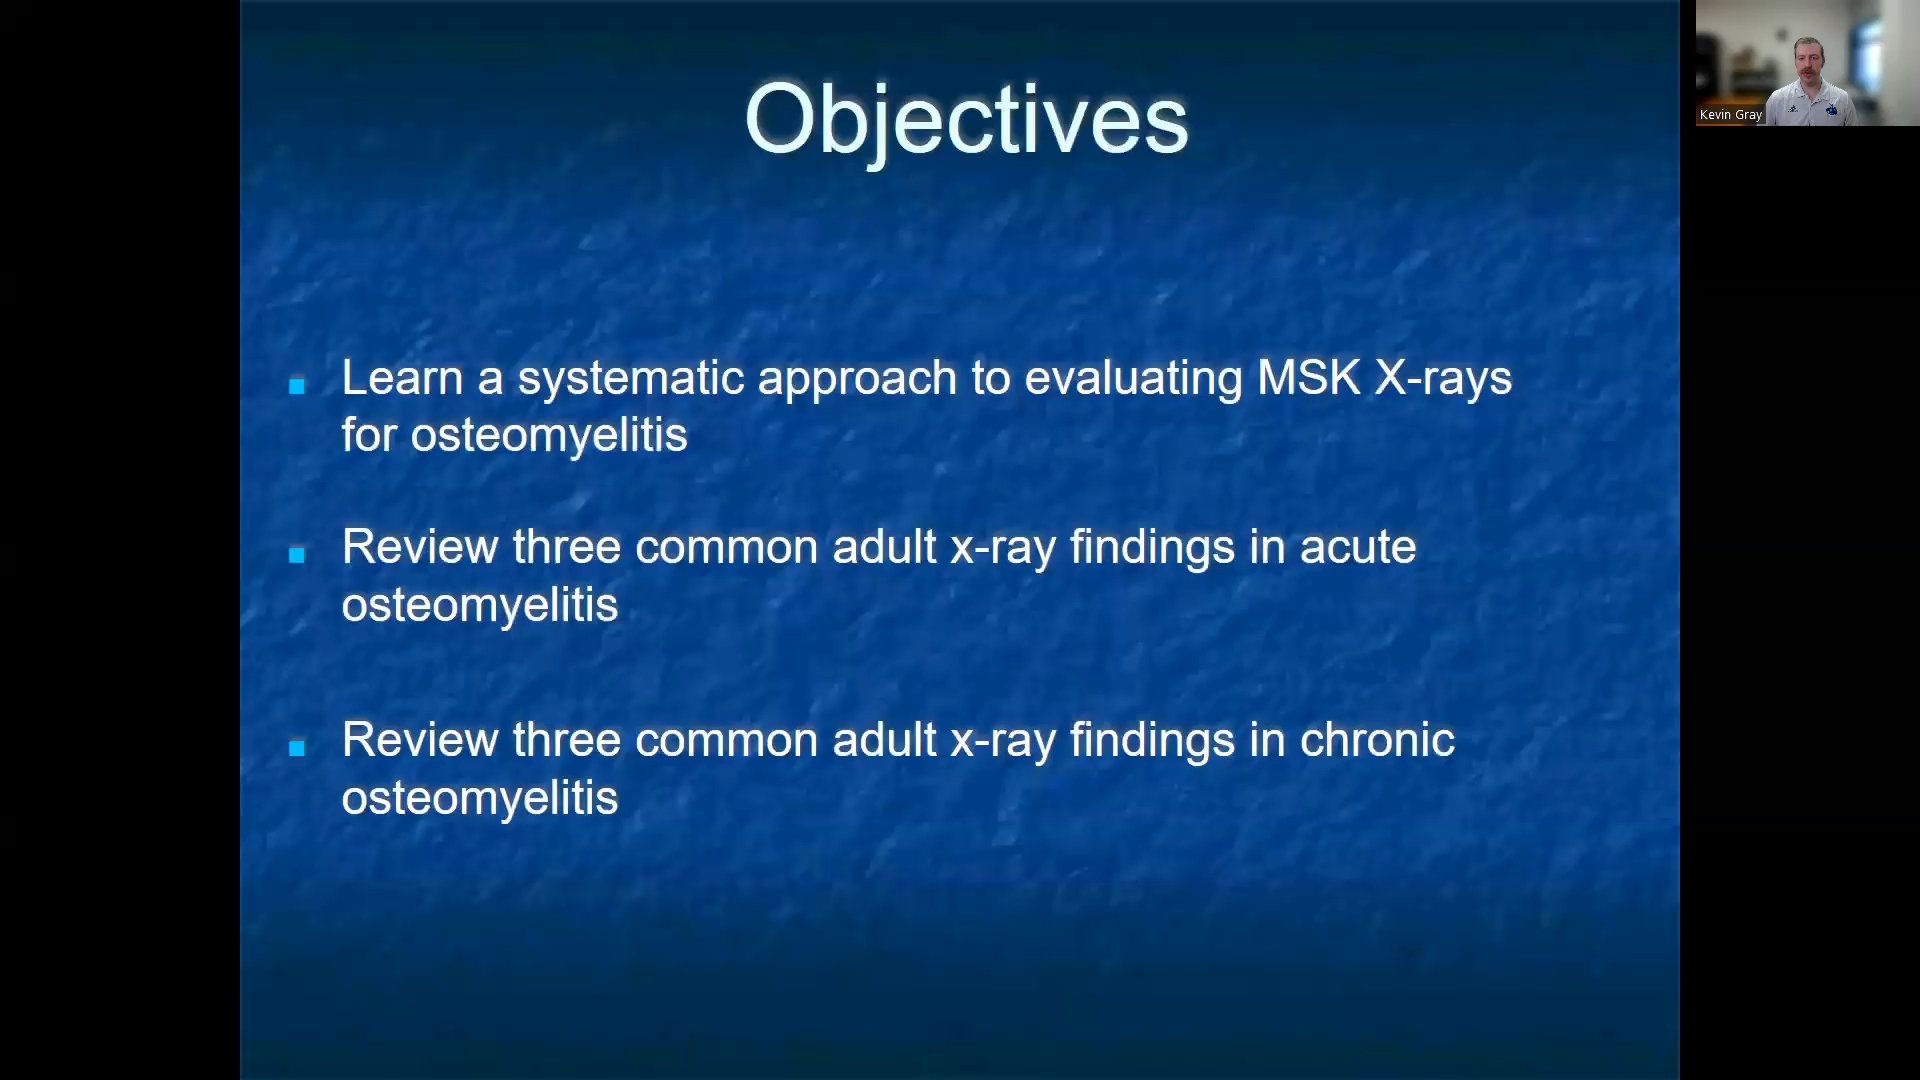 Objectives
Learn a systematic approach to evaluating MSK X-rays
for osteomyelitis
Review three common adult x-ray findings in acute
osteomyelitis
Review three common adult x-ray findings in chronic
osteomyelitis
Kevin Gray